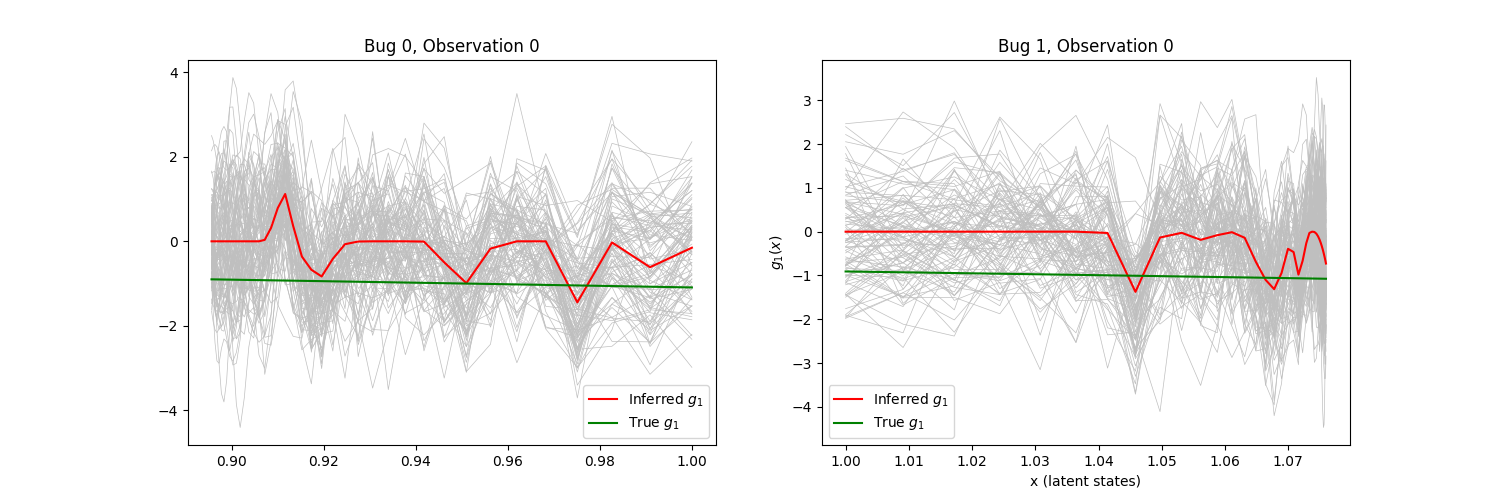 Bug 0, Observation 0
4
2
0
−2
−4
0.90 0.92 0.94 0.96 0.98 1.00
Inferred g₁
True g₁
Bug 1, Observation 0
g₁(x)
3
2
1
0
−1
−2
−3
−4
1.00 1.01 1.02 1.03 1.04 1.05 1.06 1.07
x (latent states)
Inferred g₁
True g₁